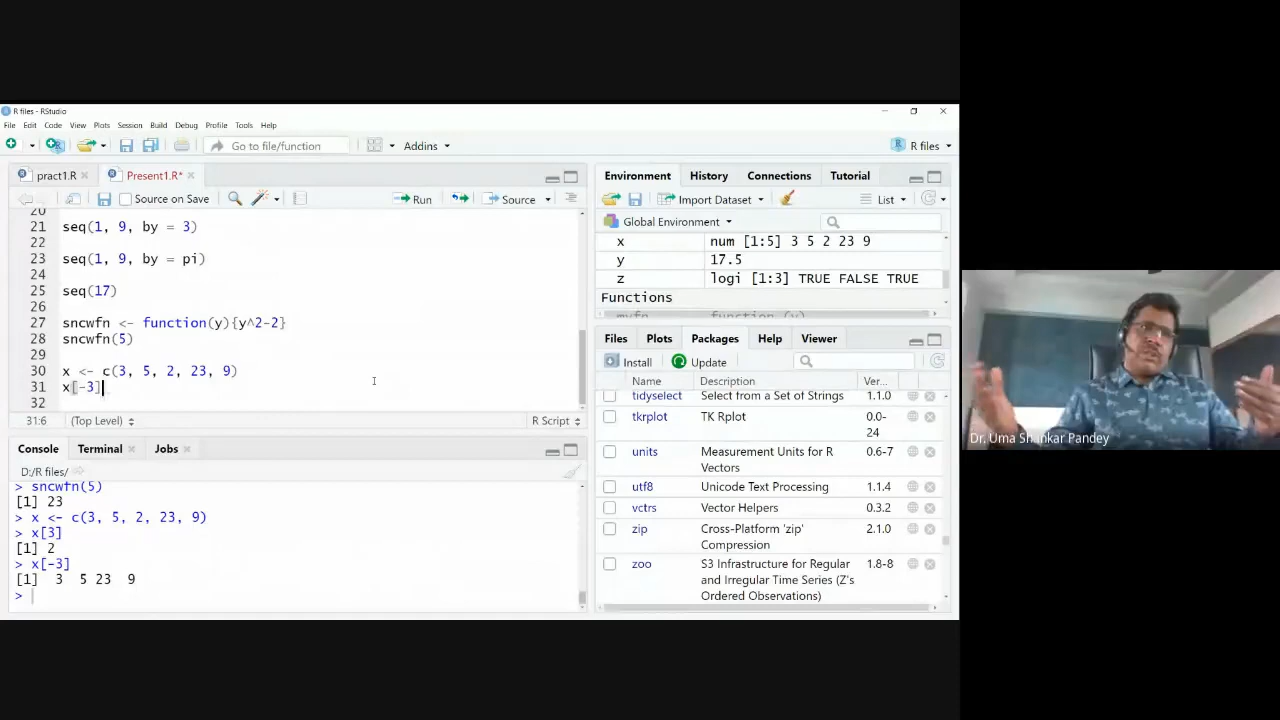 R files - RStudio
File Edit Code View Plots Session Build Debug Profile Tools Help
Go to file/function Addins R files
pract1.R Present1.R*
Source on Save Run Source
20
21 seq(1, 9, by = 3)
22
23 seq(1, 9, by = pi)
24
25 seq(17)
26
27 sncwfn <- function(y){y^2-2}
28 sncwfn(5)
29
30 x <- c(3, 5, 2, 23, 9)
31 x[-3]
32
31:6 (Top Level) R Script
Console Terminal Jobs
D:/R files/
> sncwfn(5)
[1] 23
> x <- c(3, 5, 2, 23, 9)
> x[3]
[1] 2
> x[-3]
[1]  3  5 23  9
>
Environment History Connections Tutorial
Import Dataset List
Global Environment
x num [1:5] 3 5 2 23 9
y 17.5
z logi [1:3] TRUE FALSE TRUE
Functions
myfn function (y)
Files Plots Packages Help Viewer
Install Update
Name Description Ver...
tidyselect Select from a Set of Strings 1.1.0
tkrplot TK Rplot 0.0-
24
units Measurement Units for R 0.6-7
Vectors
utf8 Unicode Text Processing 1.1.4
vctrs Vector Helpers 0.3.2
zip Cross-Platform 'zip' 2.1.0
Compression
zoo S3 Infrastructure for Regular 1.8-8
and Irregular Time Series (Z's
Ordered Observations)
Dr. Uma Shankar Pandey